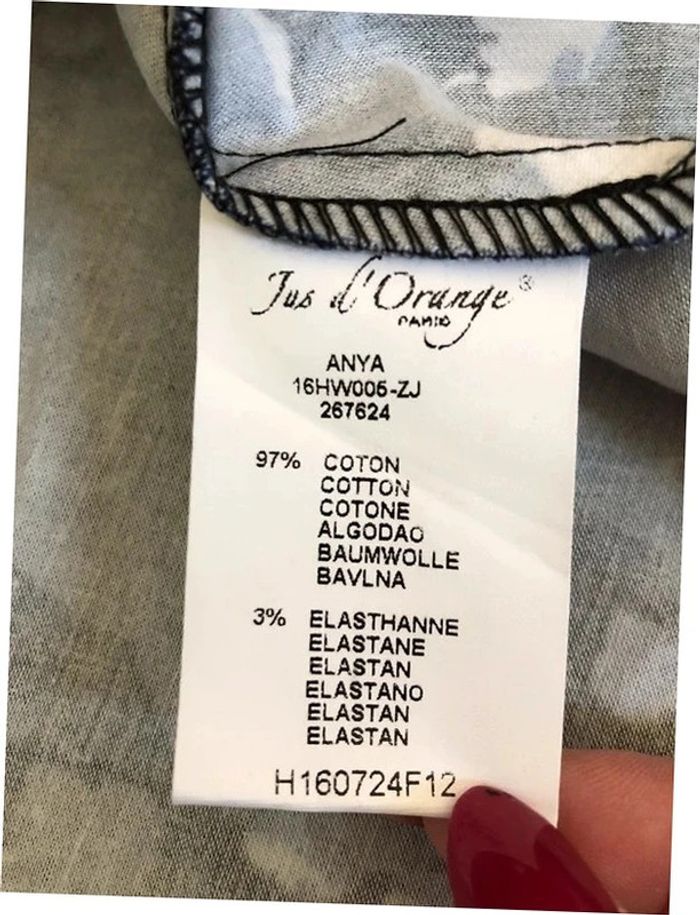 Jus d'Orange®
PARIS
ANYA
16HW005-ZJ
267624
97% COTON
COTTON
COTONE
ALGODAO
BAUMWOLLE
BAVLNA
3% ELASTHANNE
ELASTANE
ELASTAN
ELASTANO
ELASTAN
ELASTAN
H160724F12